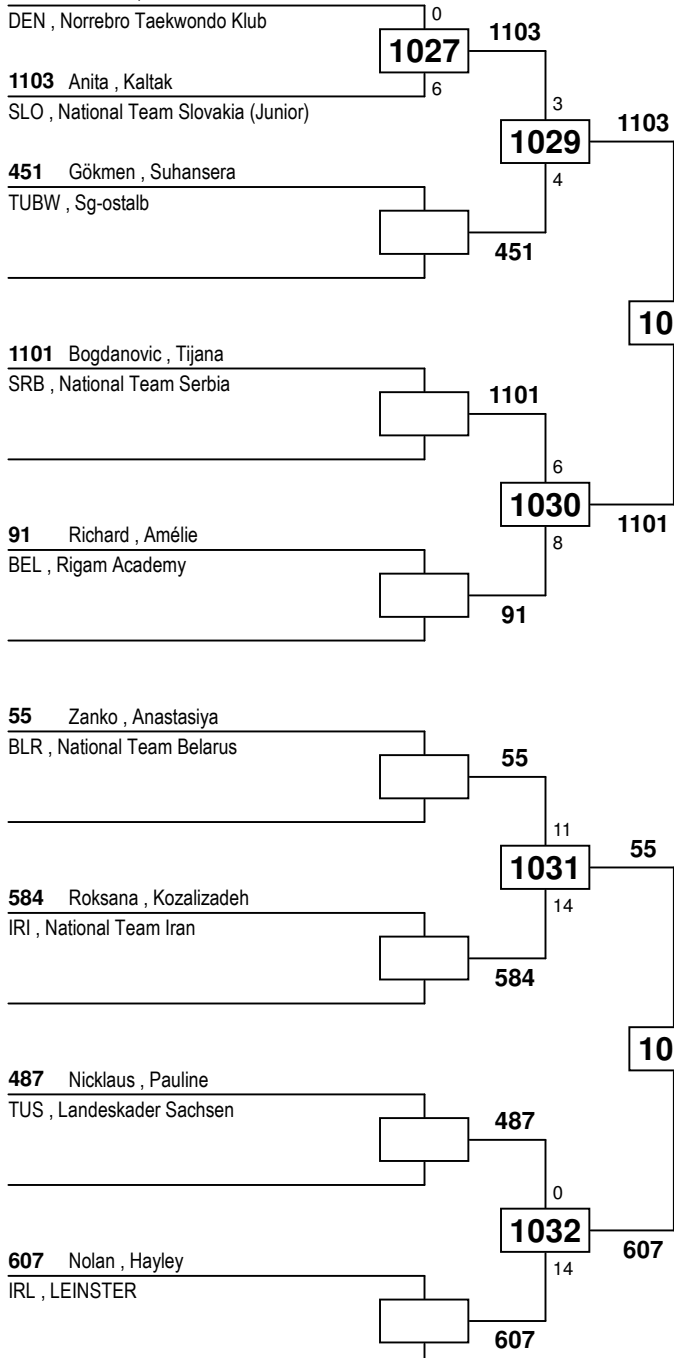 DEN , Norrebro Taekwondo Klub
0
1027
1103
6
1103 Anita , Kaltak
SLO , National Team Slovakia (Junior)
3
1029
1103
4
451 Gökmen , Suhansera
TUBW , Sg-ostalb
451
10
1101 Bogdanovic , Tijana
SRB , National Team Serbia
1101
6
1030
1101
8
91 Richard , Amélie
BEL , Rigam Academy
91
55 Zanko , Anastasiya
BLR , National Team Belarus
55
11
1031
55
14
584 Roksana , Kozalizadeh
IRI , National Team Iran
584
10
487 Nicklaus , Pauline
TUS , Landeskader Sachsen
487
0
1032
607
14
607 Nolan , Hayley
IRL , LEINSTER
607